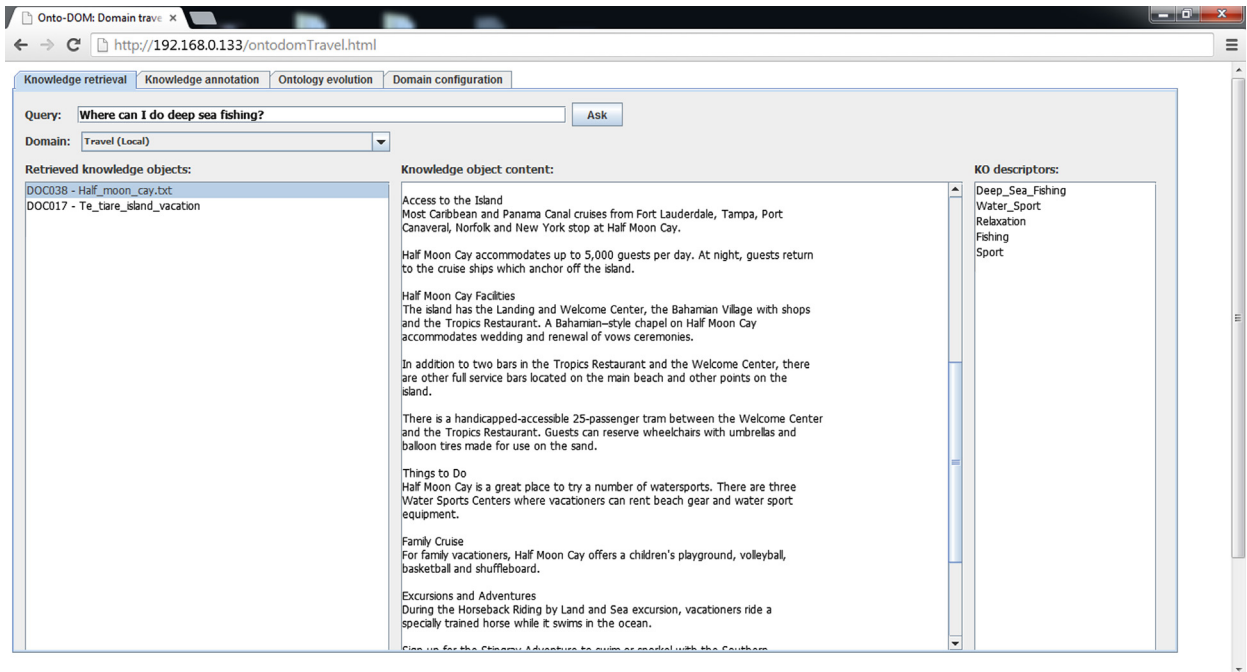 Onto-DOM: Domain trave
http://192.168.0.133/ontodomTravel.html
Knowledge retrieval Knowledge annotation Ontology evolution Domain configuration
Query: Where can I do deep sea fishing? Ask
Domain: Travel (Local)
Retrieved knowledge objects:
DOC038 - Half_moon_cay.txt
DOC017 - Te_tiare_island_vacation
Knowledge object content:
Access to the Island
Most Caribbean and Panama Canal cruises from Fort Lauderdale, Tampa, Port
Canaveral, Norfolk and New York stop at Half Moon Cay.
Half Moon Cay accommodates up to 5,000 guests per day. At night, guests return
to the cruise ships which anchor off the island.
Half Moon Cay Facilities
The island has the Landing and Welcome Center, the Bahamian Village with shops
and the Tropics Restaurant. A Bahamian–style chapel on Half Moon Cay
accommodates wedding and renewal of vows ceremonies.
In addition to two bars in the Tropics Restaurant and the Welcome Center, there
are other full service bars located on the main beach and other points on the
island.
There is a handicapped-accessible 25-passenger tram between the Welcome Center
and the Tropics Restaurant. Guests can reserve wheelchairs with umbrellas and
balloon tires made for use on the sand.
Things to Do
Half Moon Cay is a great place to try a number of watersports. There are three
Water Sports Centers where vacationers can rent beach gear and water sport
equipment.
Family Cruise
For family vacationers, Half Moon Cay offers a children's playground, volleyball,
basketball and shuffleboard.
Excursions and Adventures
During the Horseback Riding by Land and Sea excursion, vacationers ride a
specially trained horse while it swims in the ocean.
Sign up for the Stingray Adventure to swim or snorkel with the Southern
KO descriptors:
Deep_Sea_Fishing
Water_Sport
Relaxation
Fishing
Sport